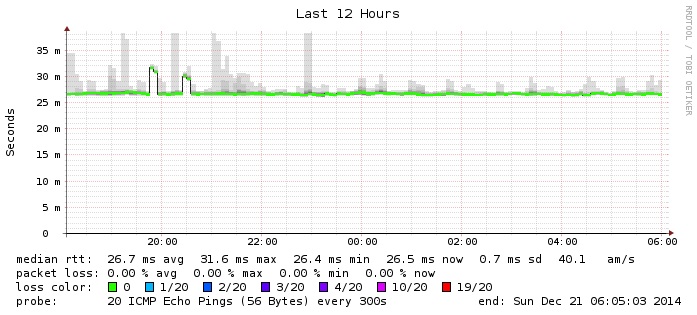 Last 12 Hours
RRDTOOL / TOBI OETIKER
Seconds
35 m
30 m
25 m
20 m
15 m
10 m
5 m
0
20:00 22:00 00:00 02:00 04:00 06:00
median rtt: 26.7 ms avg 31.6 ms max 26.4 ms min 26.5 ms now 0.7 ms sd 40.1 am/s
packet loss: 0.00 % avg 0.00 % max 0.00 % min 0.00 % now
loss color: 0 1/20 2/20 3/20 4/20 10/20 19/20
probe: 20 ICMP Echo Pings (56 Bytes) every 300s end: Sun Dec 21 06:05:03 2014